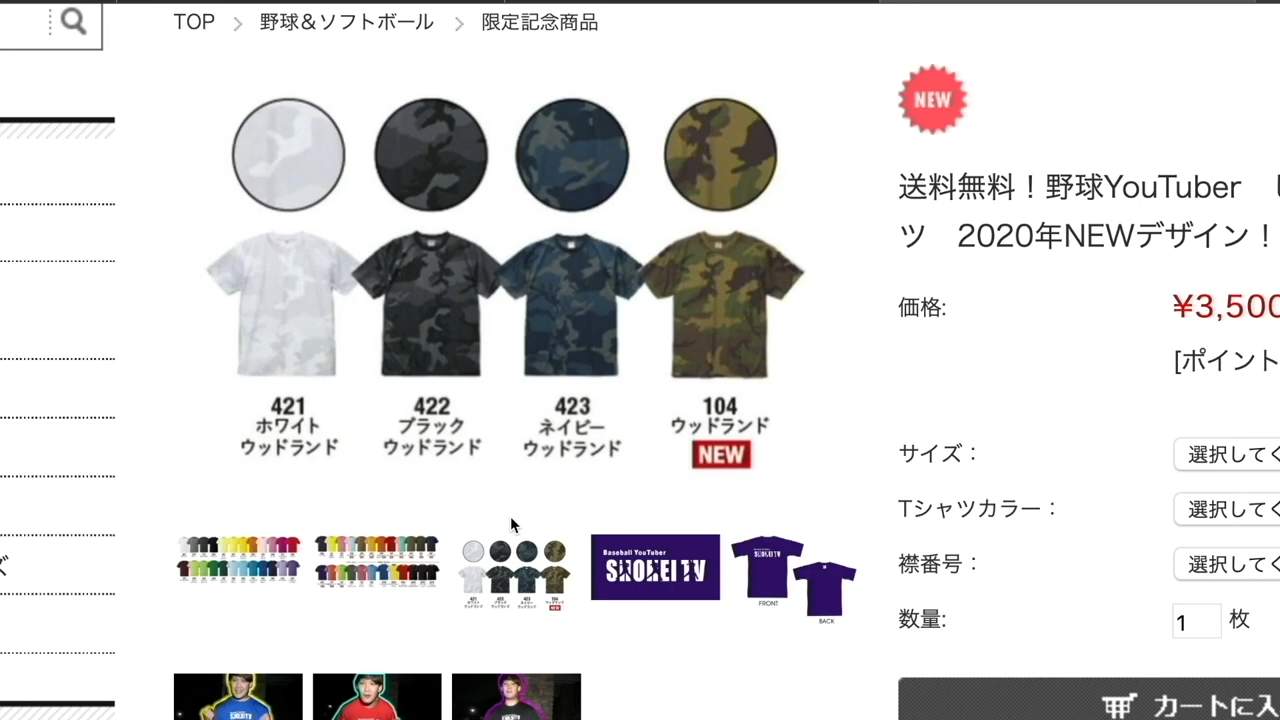 TOP > 野球＆ソフトボール > 限定記念商品
NEW
送料無料！野球YouTuber
ツ　2020年NEWデザイン！
価格:
¥3,500
[ポイント
サイズ：
選択してく
Tシャツカラー：
選択してく
襟番号：
選択してく
数量:
1 枚
カートに入
421
ホワイト
ウッドランド
422
ブラック
ウッドランド
423
ネイビー
ウッドランド
104
ウッドランド
NEW
Baseball YouTuber
SHOHEI TV
FRONT
BACK
ズ